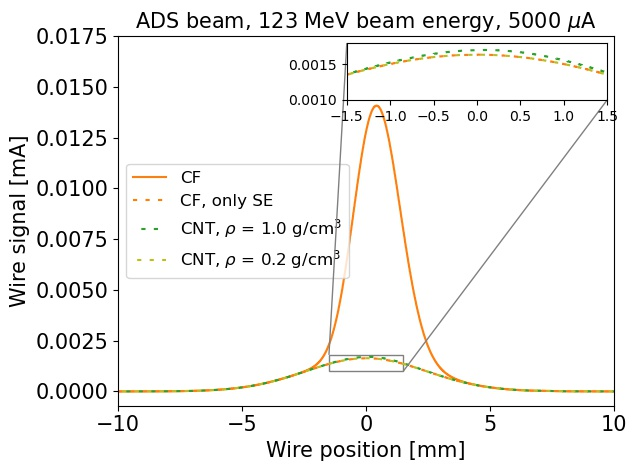 ADS beam, 123 MeV beam energy, 5000 μA
Wire signal [mA]
0.0175
0.0150
0.0125
0.0100
0.0075
0.0050
0.0025
0.0000
0.0015
0.0010
−1.5 −1.0 −0.5 0.0 0.5 1.0 1.5
CF
CF, only SE
CNT, ρ = 1.0 g/cm³
CNT, ρ = 0.2 g/cm³
−10 −5 0 5 10
Wire position [mm]